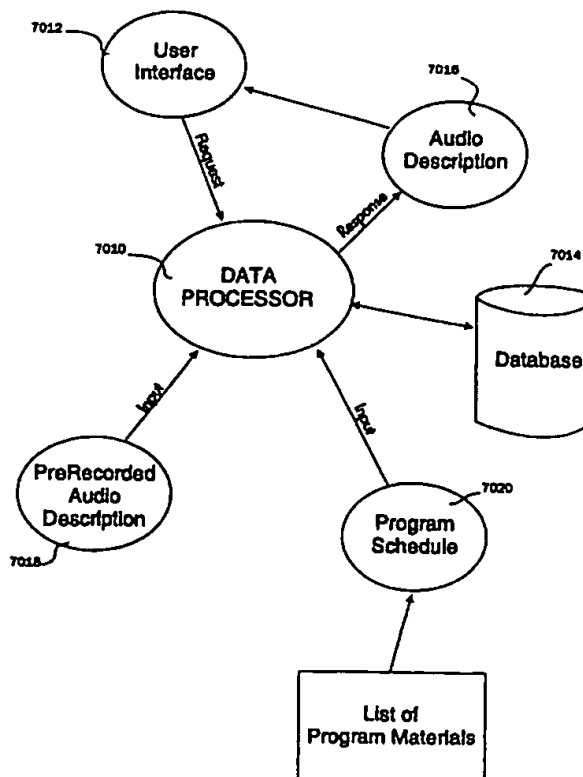 7012
User
Interface
7016
Audio
Description
Request
Response
7010
DATA
PROCESSOR
7014
Database
Input
Input
PreRecorded
Audio
Description
7018
7020
Program
Schedule
List of
Program Materials